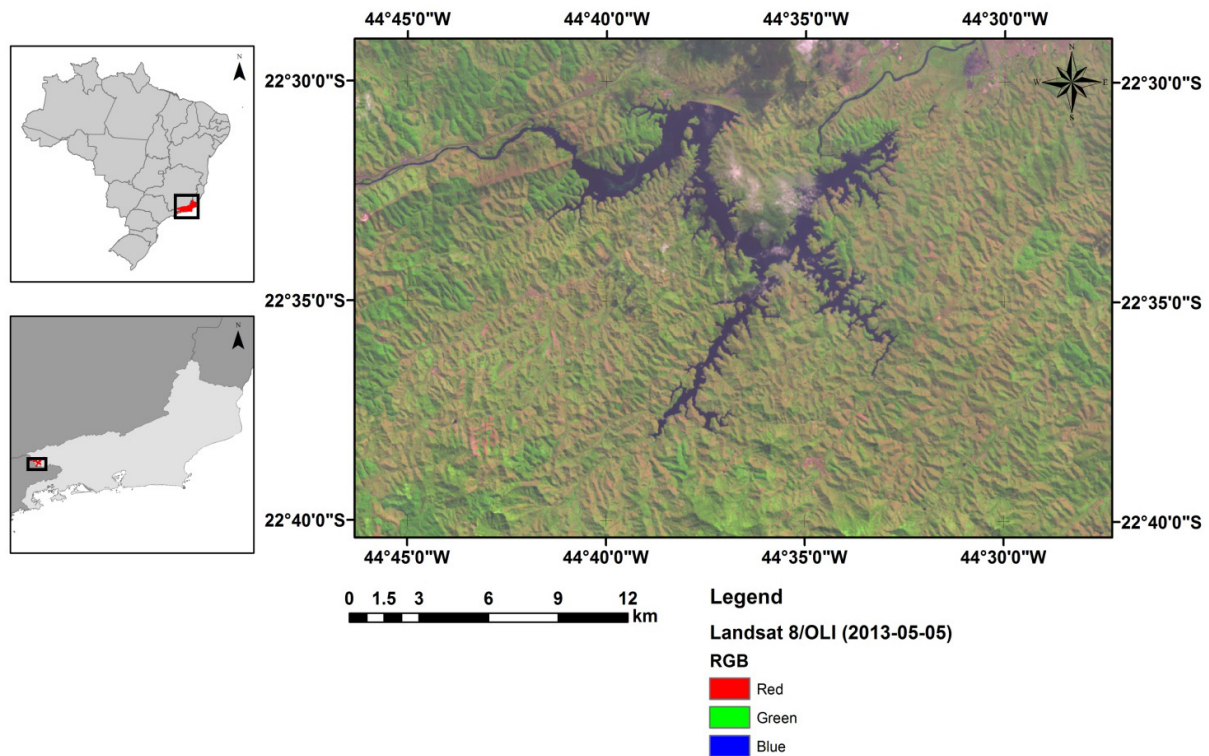 44°45'0"W 44°40'0"W 44°35'0"W 44°30'0"W
N
22°30'0"S
22°30'0"S
N
W E
S
22°35'0"S
22°35'0"S
N
22°40'0"S
22°40'0"S
44°45'0"W 44°40'0"W 44°35'0"W 44°30'0"W
0 1.5 3 6 9 12
km
Legend
Landsat 8/OLI (2013-05-05)
RGB
Red
Green
Blue